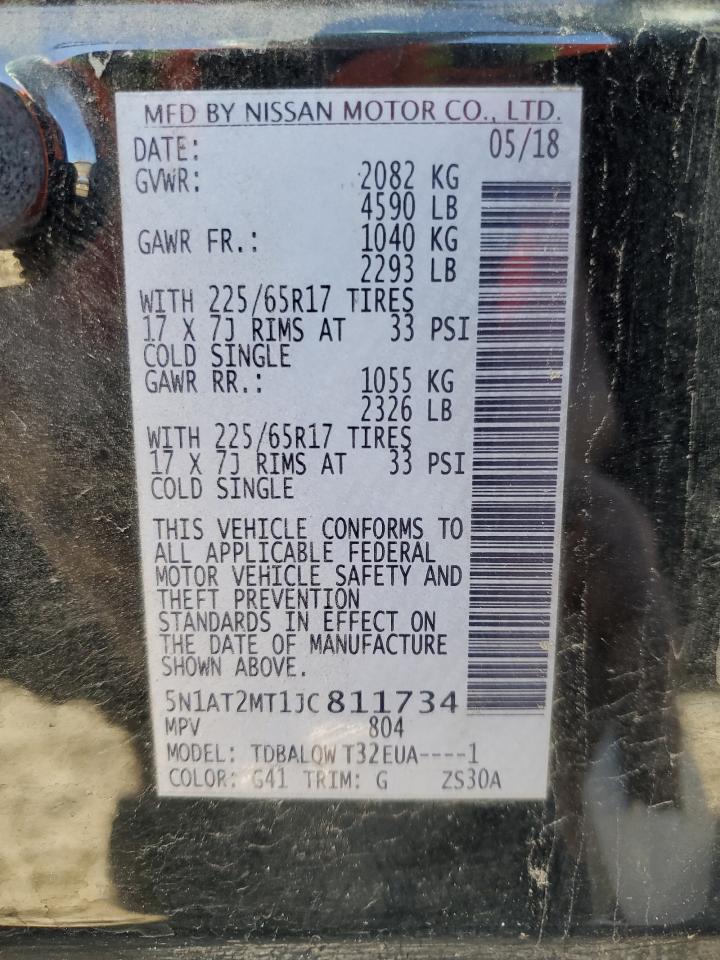 MFD BY NISSAN MOTOR CO., LTD.
DATE: 05/18
GVWR: 2082 KG
4590 LB
GAWR FR.: 1040 KG
2293 LB
WITH 225/65R17 TIRES
17 X 7J RIMS AT 33 PSI
COLD SINGLE
GAWR RR.: 1055 KG
2326 LB
WITH 225/65R17 TIRES
17 X 7J RIMS AT 33 PSI
COLD SINGLE
THIS VEHICLE CONFORMS TO
ALL APPLICABLE FEDERAL
MOTOR VEHICLE SAFETY AND
THEFT PREVENTION
STANDARDS IN EFFECT ON
THE DATE OF MANUFACTURE
SHOWN ABOVE.
5N1AT2MT1JC811734
MPV 804
MODEL: TDBALQW T32EUA----1
COLOR: G41 TRIM: G ZS30A